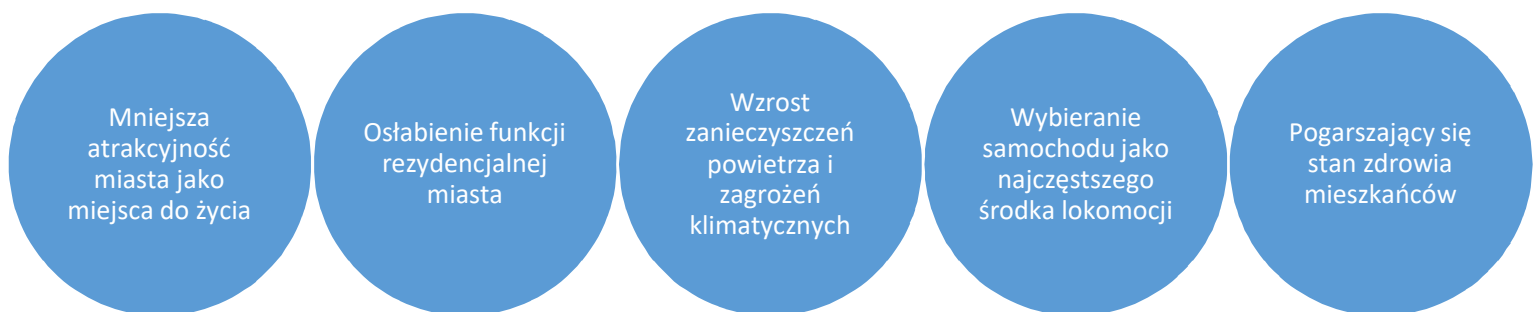 Mniejsza
atrakcyjność
miasta jako
miejsca do życia
Osłabienie funkcji
rezydencjalnej
miasta
Wzrost
zanieczyszczeń
powietrza i
zagrożeń
klimatycznych
Wybieranie
samochodu jako
najczęstszego
środka lokomocji
Pogarszający się
stan zdrowia
mieszkańców